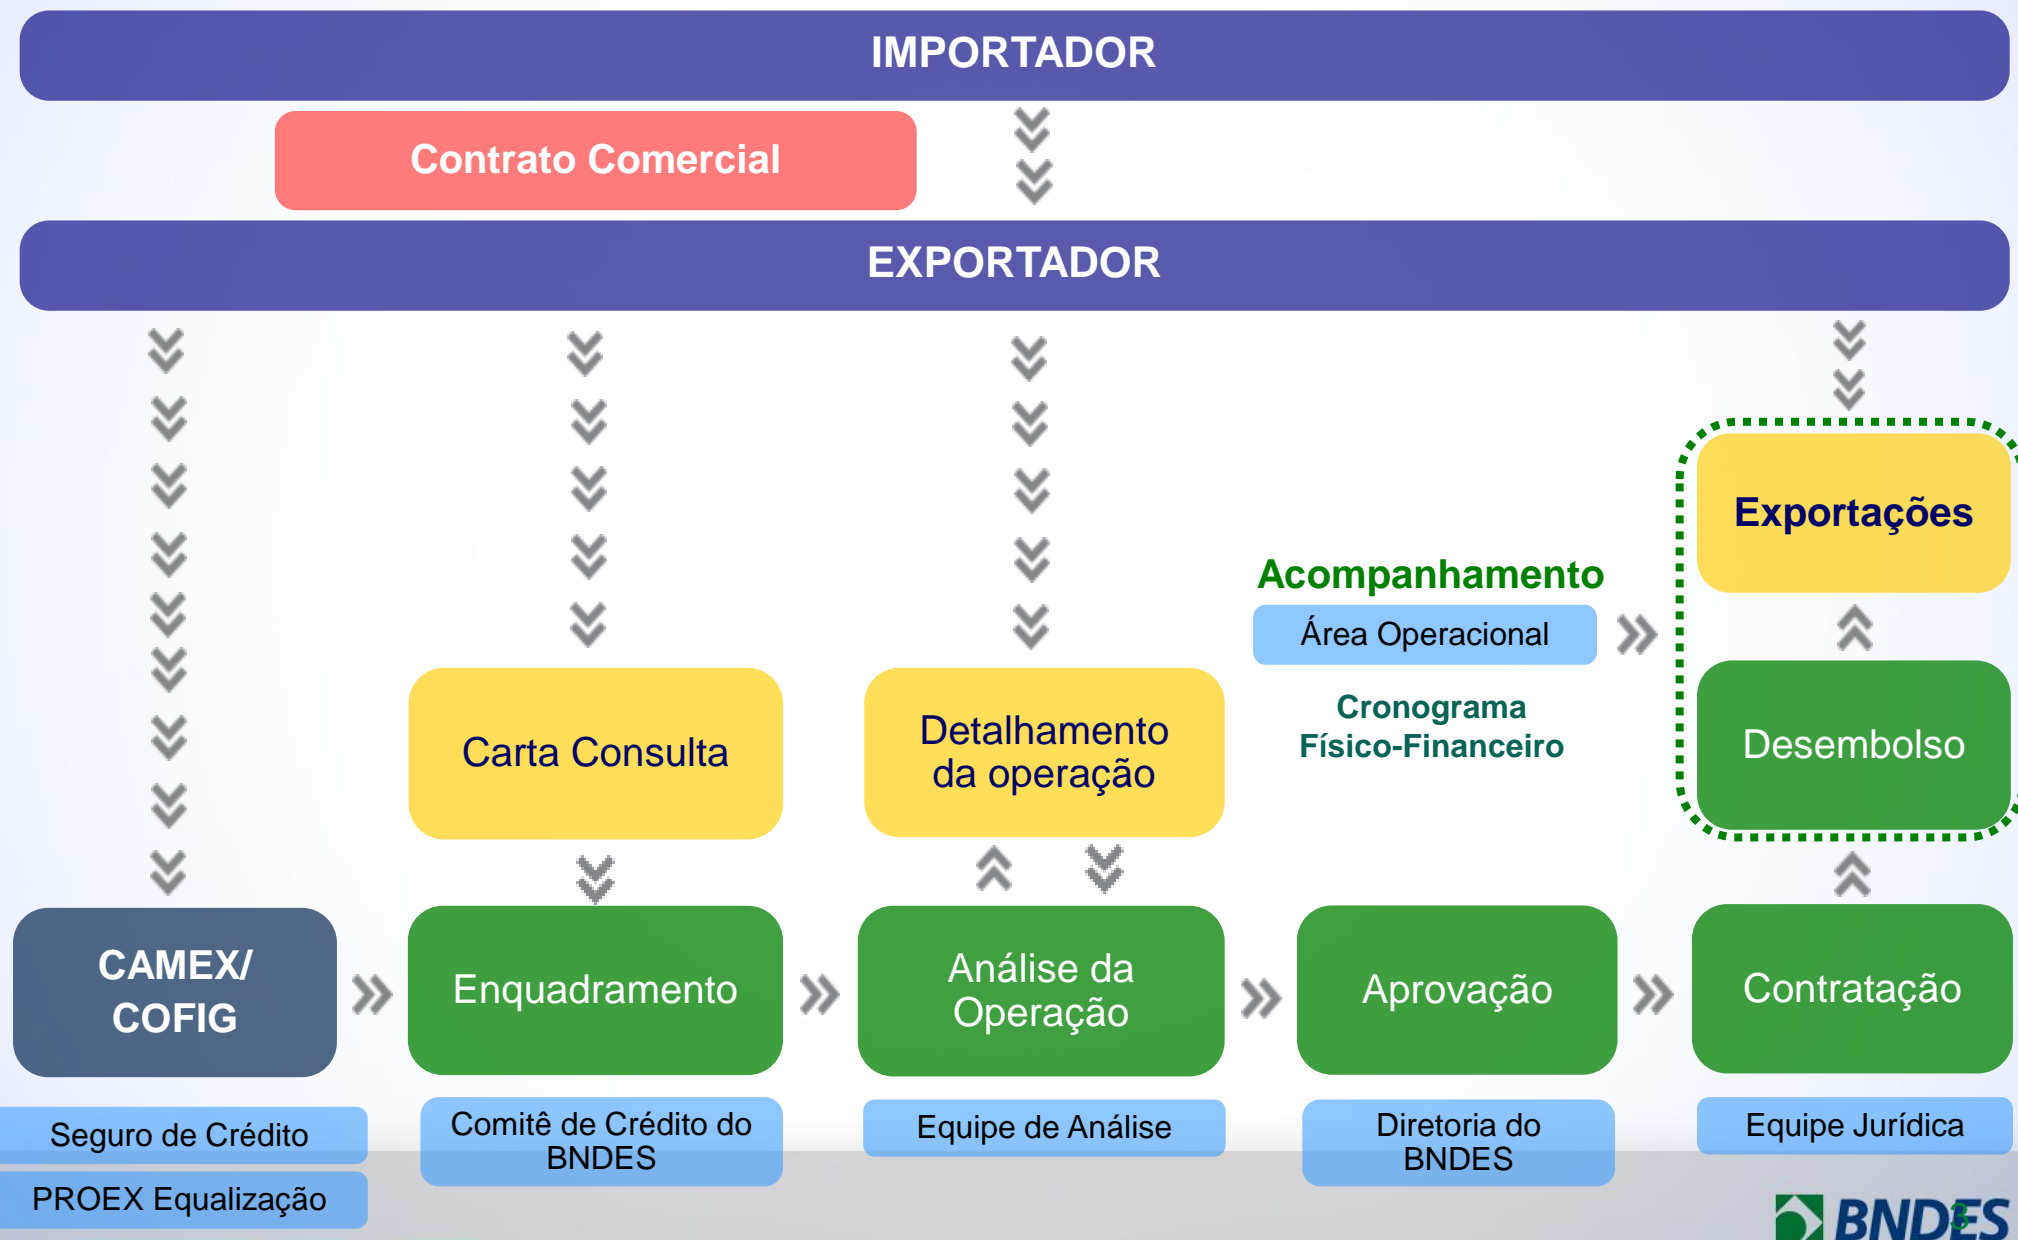 IMPORTADOR
Contrato Comercial
EXPORTADOR
Exportações
Acompanhamento
Área Operacional
Cronograma
Físico-Financeiro
Carta Consulta
Detalhamento
da operação
Desembolso
CAMEX/
COFIG
Enquadramento
Análise da
Operação
Aprovação
Contratação
Seguro de Crédito
PROEX Equalização
Comitê de Crédito do
BNDES
Equipe de Análise
Diretoria do
BNDES
Equipe Jurídica
BNDES
3